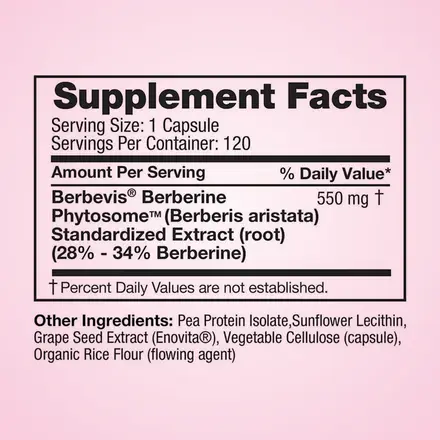 Supplement Facts
Serving Size: 1 Capsule
Servings Per Container: 120
Amount Per Serving % Daily Value*
Berbevis® Berberine 550 mg †
Phytosome™ (Berberis aristata)
Standardized Extract (root)
(28% - 34% Berberine)
† Percent Daily Values are not established.
Other Ingredients: Pea Protein Isolate,Sunflower Lecithin,
Grape Seed Extract (Enovita®), Vegetable Cellulose (capsule),
Organic Rice Flour (flowing agent)